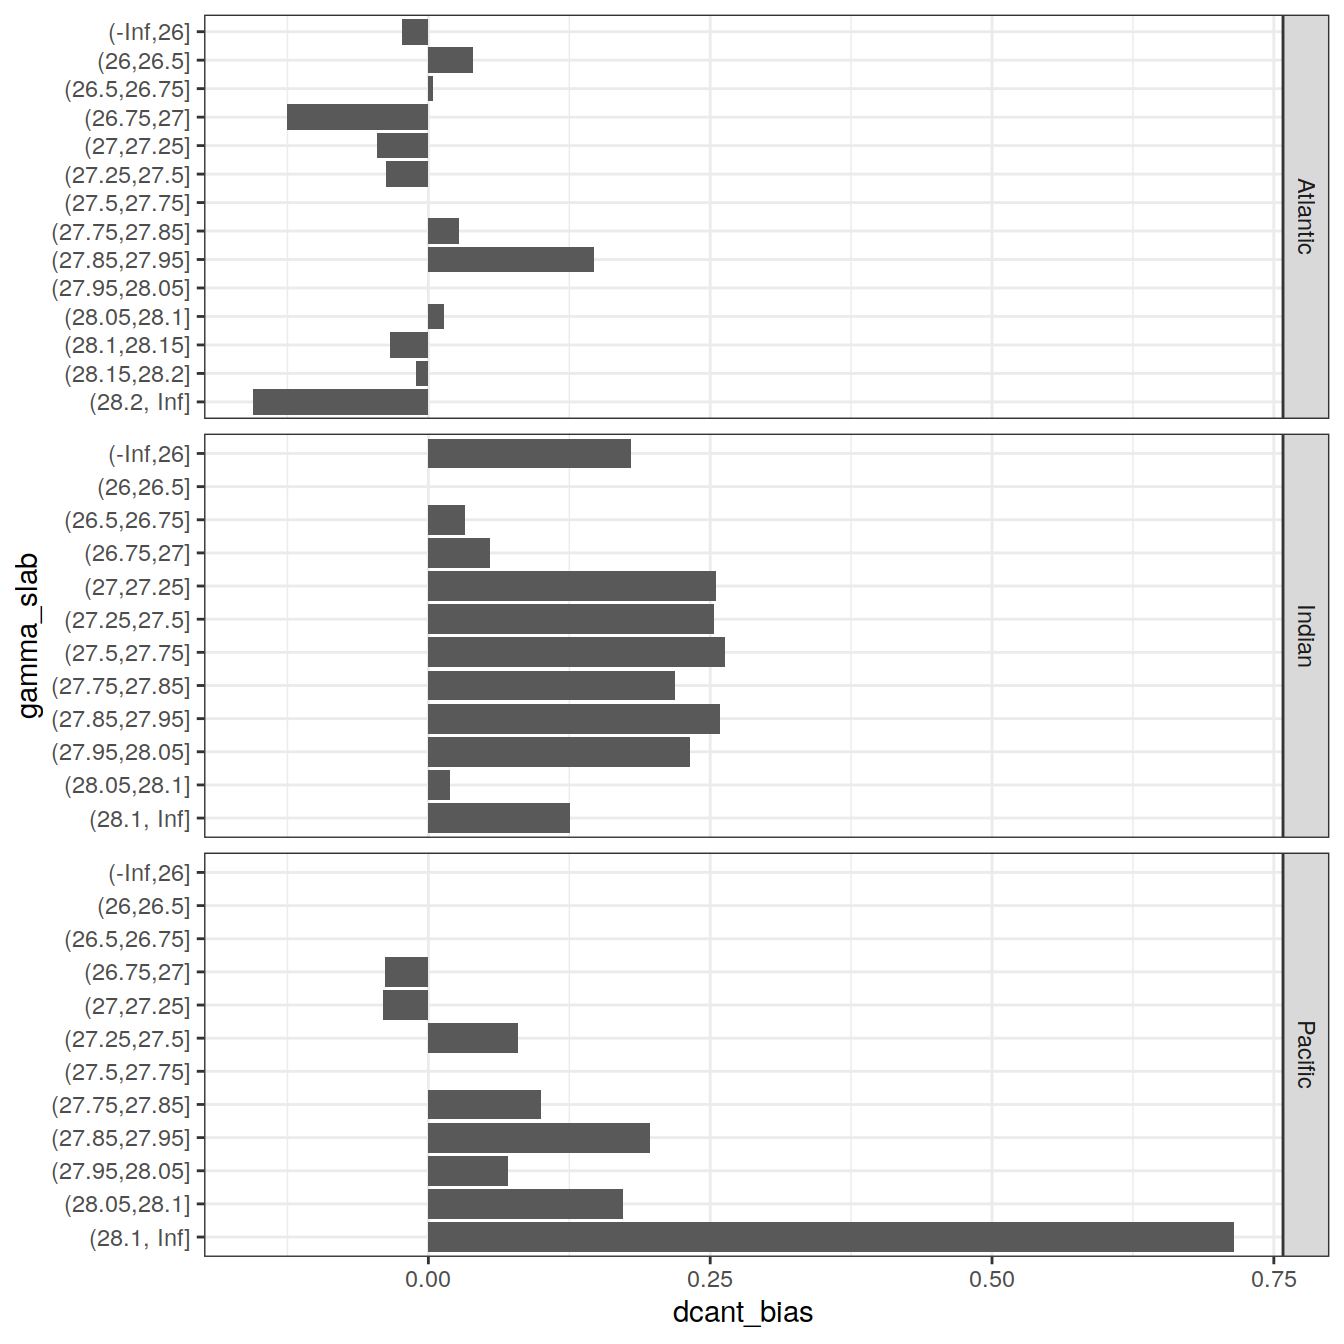 (-Inf,26]
(26,26.5]
(26.5,26.75]
(26.75,27]
(27,27.25]
(27.25,27.5]
(27.5,27.75]
(27.75,27.85]
(27.85,27.95]
(27.95,28.05]
(28.05,28.1]
(28.1,28.15]
(28.15,28.2]
(28.2, Inf]
Atlantic
(-Inf,26]
(26,26.5]
(26.5,26.75]
(26.75,27]
(27,27.25]
(27.25,27.5]
(27.5,27.75]
(27.75,27.85]
(27.85,27.95]
(27.95,28.05]
(28.05,28.1]
(28.1, Inf]
Indian
gamma_slab
(-Inf,26]
(26,26.5]
(26.5,26.75]
(26.75,27]
(27,27.25]
(27.25,27.5]
(27.5,27.75]
(27.75,27.85]
(27.85,27.95]
(27.95,28.05]
(28.05,28.1]
(28.1, Inf]
Pacific
0.00 0.25 0.50 0.75
dcant_bias